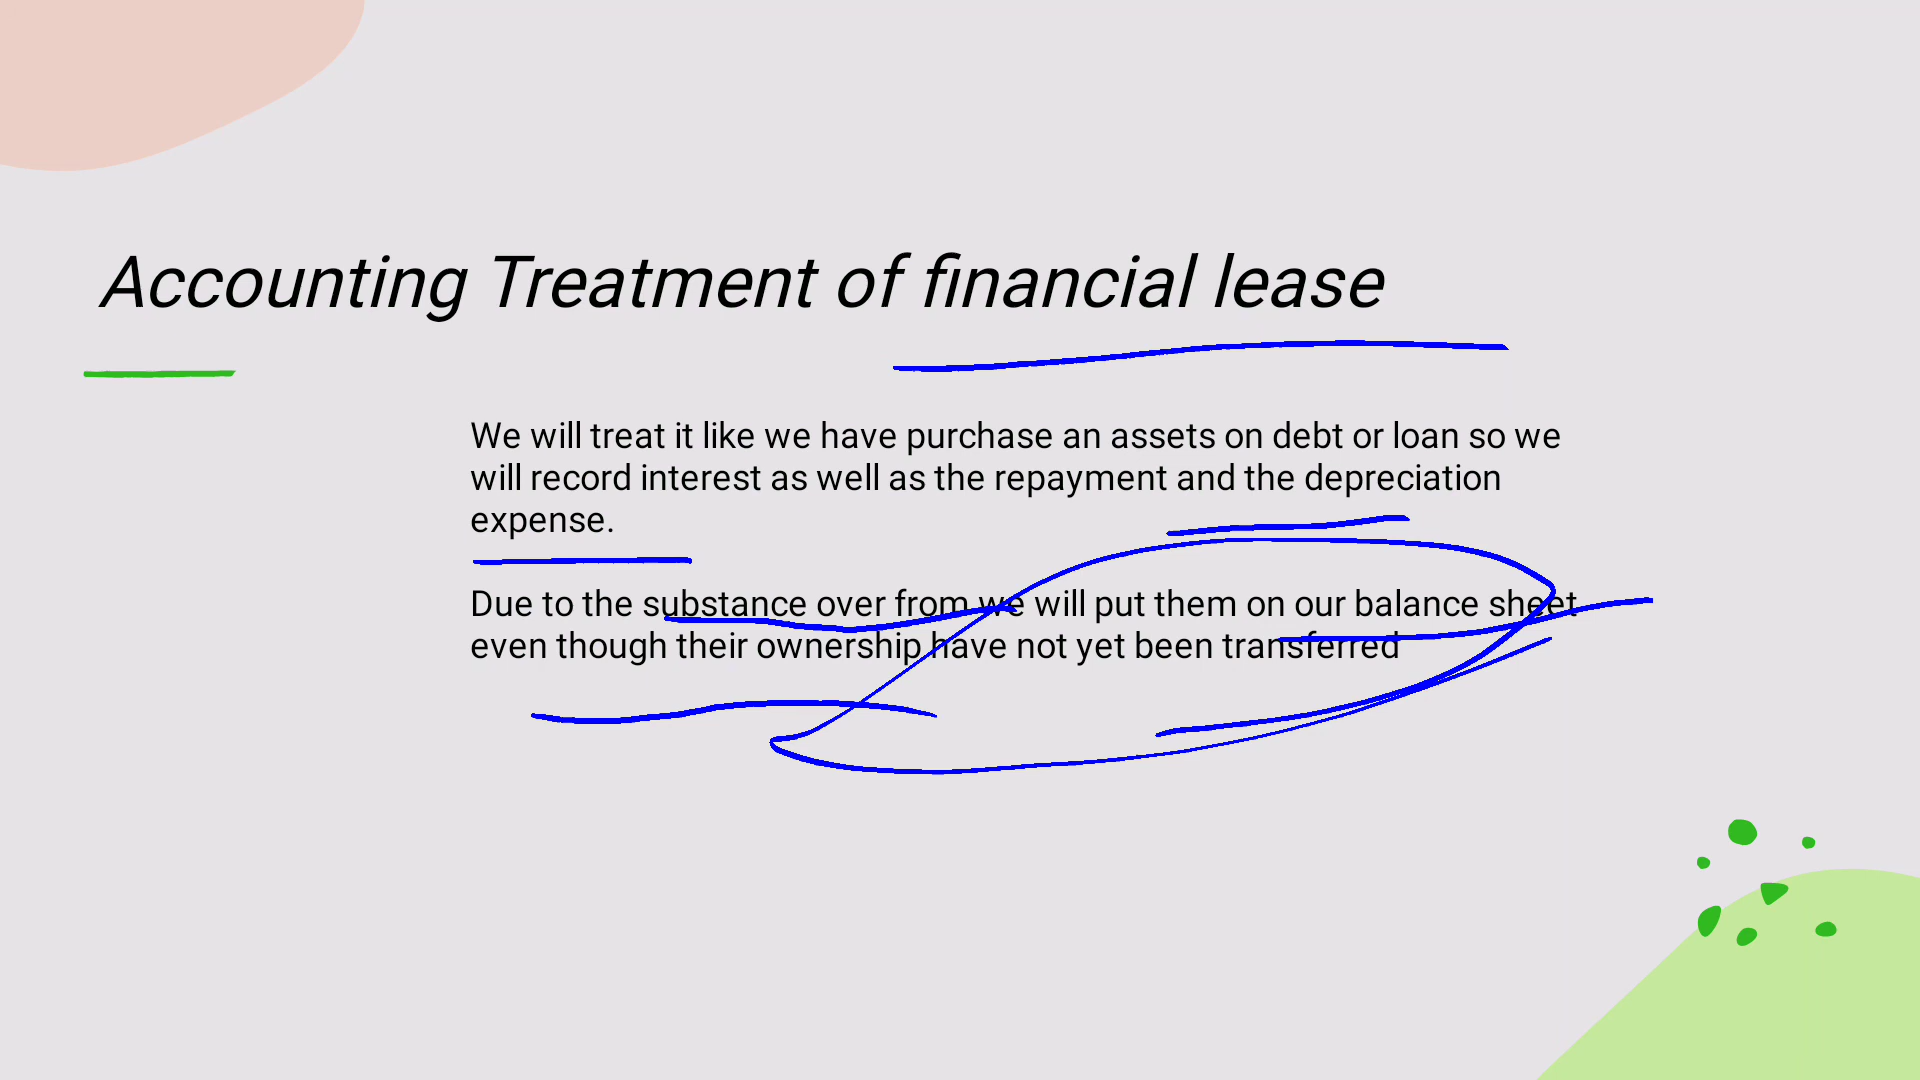 Accounting Treatment of financial lease
We will treat it like we have purchase an assets on debt or loan so we
will record interest as well as the repayment and the depreciation
expense.
Due to the substance over from we will put them on our balance sheet
even though their ownership have not yet been transferred